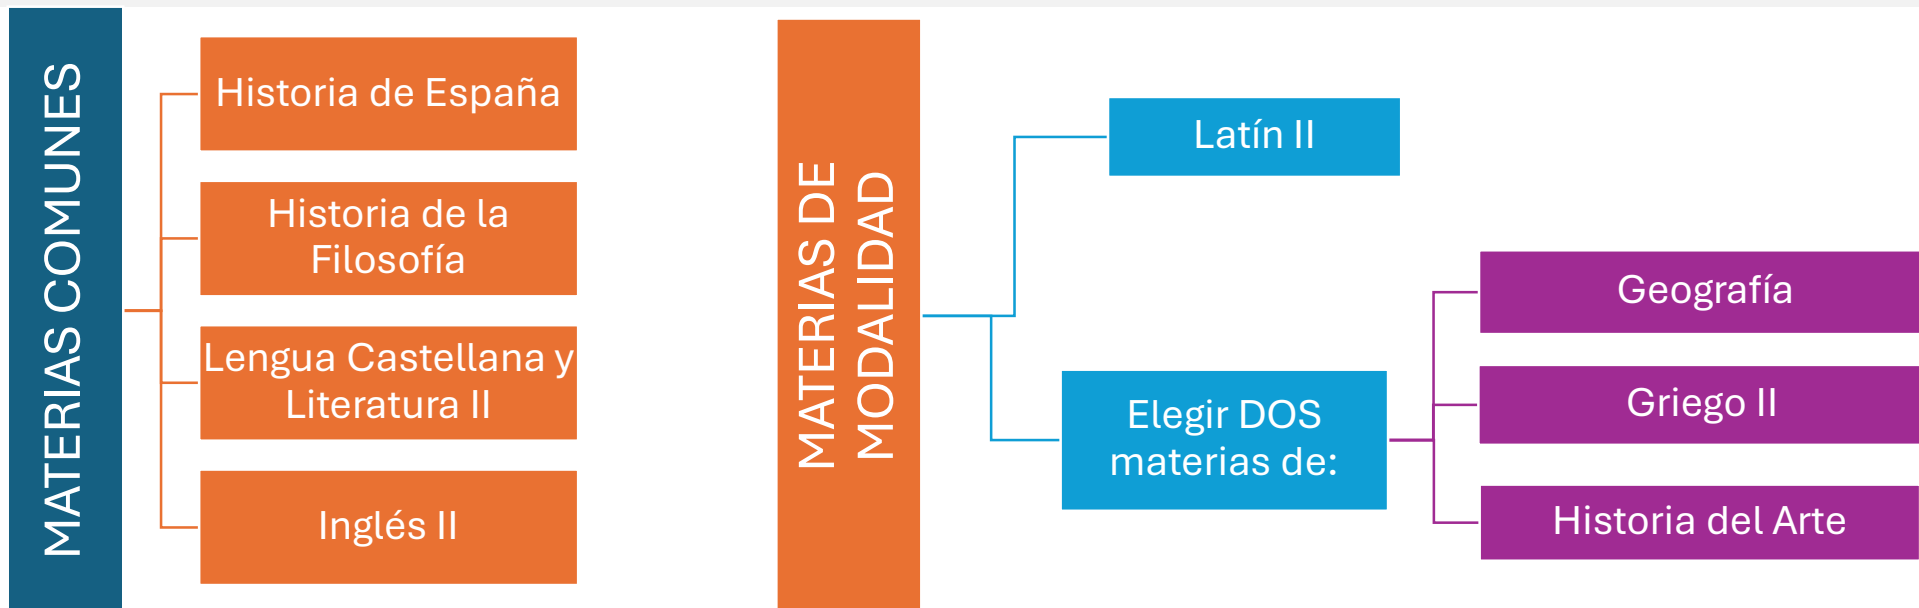 MATERIAS COMUNES
Historia de España
Historia de la
Filosofía
Lengua Castellana y
Literatura II
Inglés II
MATERIAS DE
MODALIDAD
Latín II
Elegir DOS
materias de:
Geografía
Griego II
Historia del Arte